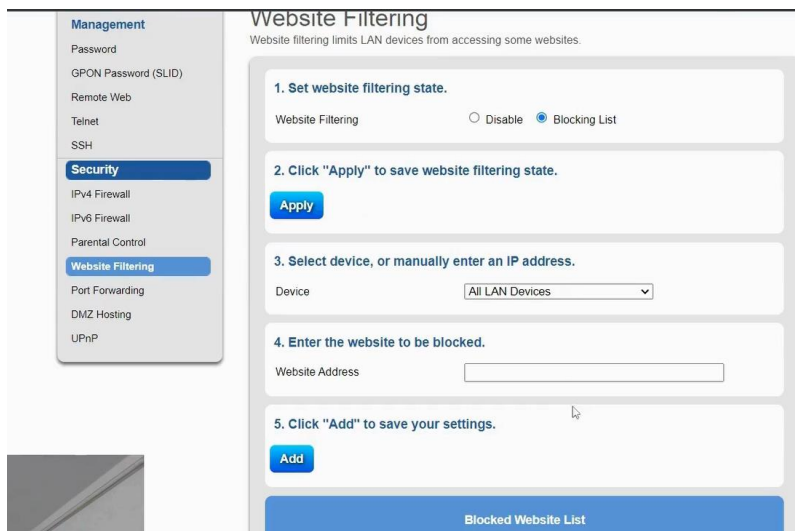 Management
Password
GPON Password (SLID)
Remote Web
Telnet
SSH
Security
IPv4 Firewall
IPv6 Firewall
Parental Control
Website Filtering
Port Forwarding
DMZ Hosting
UPnP
Website Filtering
Website filtering limits LAN devices from accessing some websites.
1. Set website filtering state.
Website Filtering Disable Blocking List
2. Click "Apply" to save website filtering state.
Apply
3. Select device, or manually enter an IP address.
Device All LAN Devices
4. Enter the website to be blocked.
Website Address
5. Click "Add" to save your settings.
Add
Blocked Website List